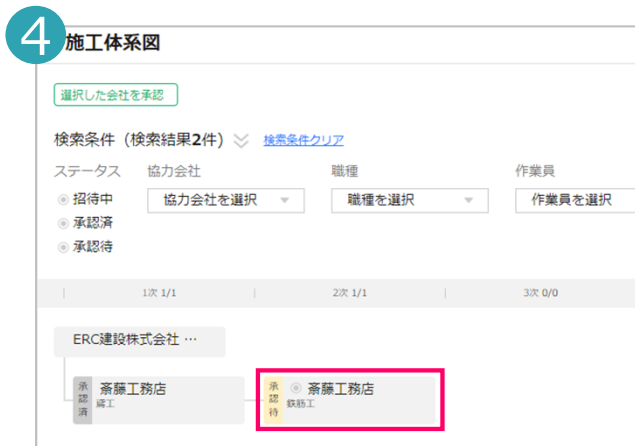 4
施工体系図
選択した会社を承認
検索条件（検索結果2件） 検索条件クリア
ステータス 協力会社 職種 作業員
招待中 協力会社を選択 職種を選択 作業員を選択
承認済
承認待
1次 1/1 2次 1/1 3次 0/0
ERC建設株式会社 …
承認済 斎藤工務店 承認待 斎藤工務店
鳶工 鉄筋工